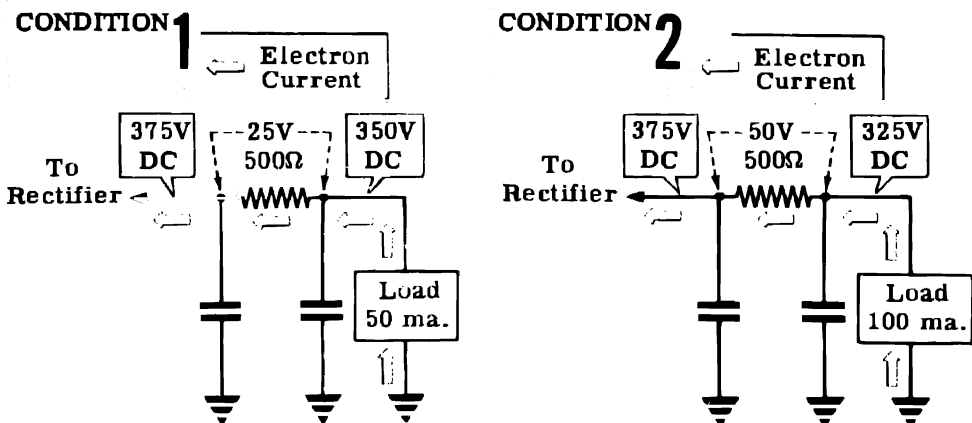 CONDITION 1
Electron
Current
375V
DC
25V
500Ω
350V
DC
To
Rectifier
Load
50 ma.
CONDITION 2
Electron
Current
375V
DC
50V
500Ω
325V
DC
To
Rectifier
Load
100 ma.